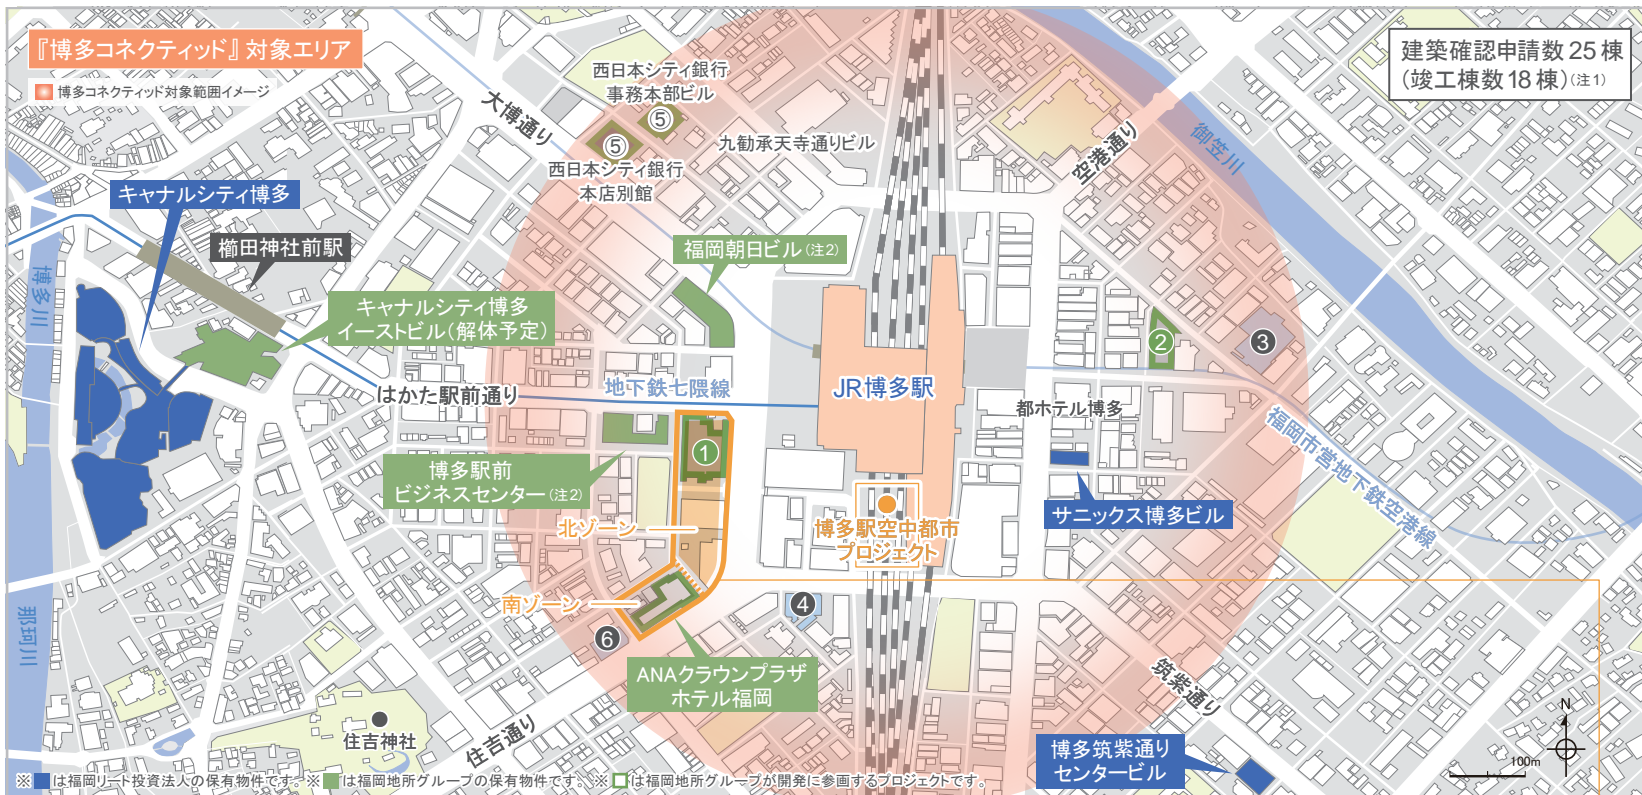 『博多コネクティッド』対象エリア
博多コネクティッド対象範囲イメージ
建築確認申請数25棟
(竣工棟数18棟)(注1)
西日本シティ銀行
事務本部ビル
⑤
⑤
西日本シティ銀行
本店別館
大博通り
九勧承天寺通りビル
空港通り
御笠川
キャナルシティ博多
櫛田神社前駅
博多川
福岡朝日ビル(注2)
キャナルシティ博多
イーストビル(解体予定)
2
3
はかた駅前通り
地下鉄七隈線
JR博多駅
都ホテル博多
福岡市営地下鉄空港線
1
博多駅前
ビジネスセンター(注2)
サニックス博多ビル
北ゾーン
博多駅空中都市
プロジェクト
南ゾーン
4
6
那珂川
ANAクラウンプラザ
ホテル福岡
筑紫通り
住吉通り
住吉神社
博多筑紫通り
センタービル
N
100m
※■は福岡リート投資法人の保有物件です。※■は福岡地所グループの保有物件です。※□は福岡地所グループが開発に参画するプロジェクトです。